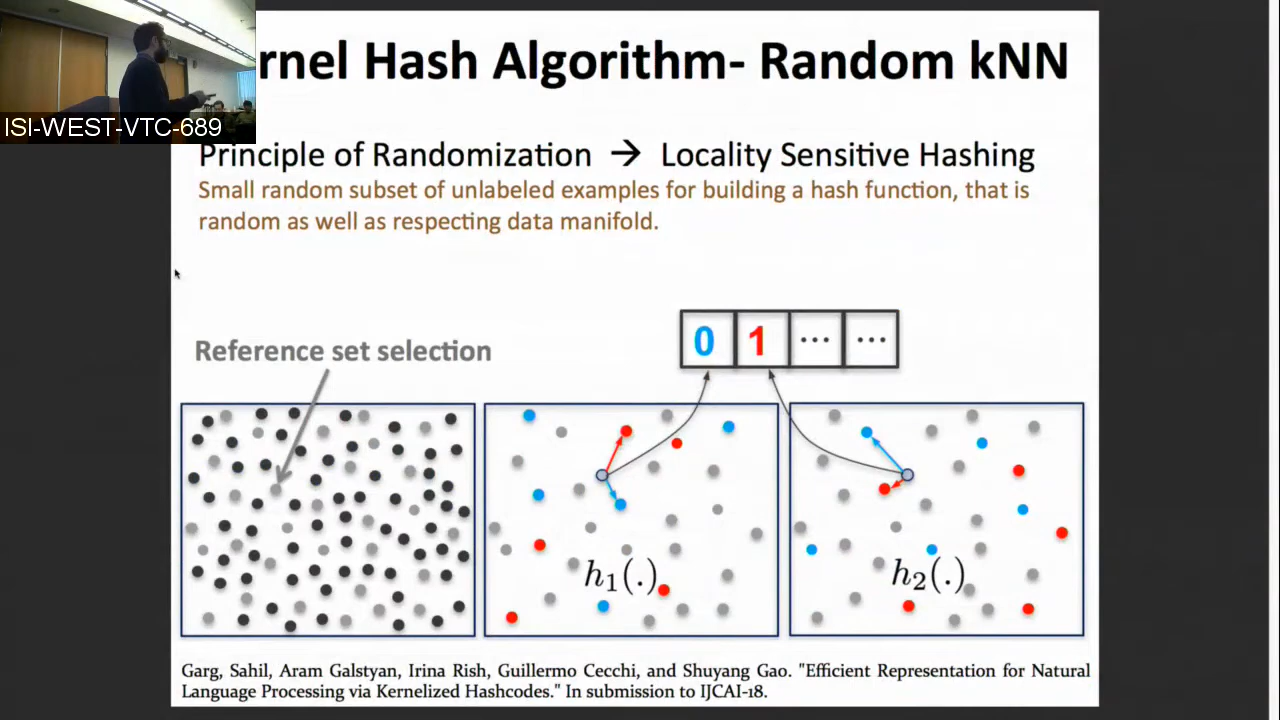 rnel Hash Algorithm- Random kNN
ISI-WEST-VTC-689
Principle of Randomization → Locality Sensitive Hashing
Small random subset of unlabeled examples for building a hash function, that is
random as well as respecting data manifold.
0 1 ... ...
Reference set selection
h₁(.)
h₂(.)
Garg, Sahil, Aram Galstyan, Irina Rish, Guillermo Cecchi, and Shuyang Gao. "Efficient Representation for Natural
Language Processing via Kernelized Hashcodes." In submission to IJCAI-18.